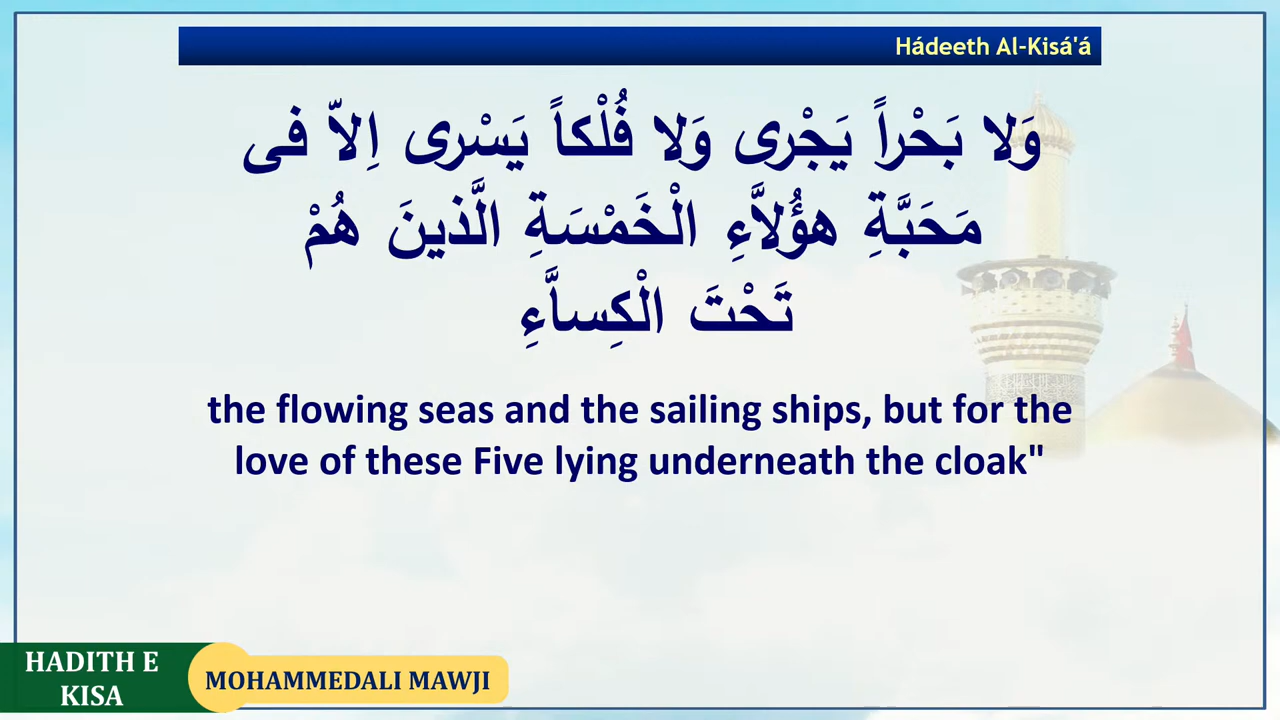 Hádeeth Al-Kisá'á
وَلا بَحْراً يَجْرى وَلا فُلْكاً يَسْرى اِلاّ فى
مَحَبَّةِ هؤُلاَّءِ الْخَمْسَةِ الَّذينَ هُمْ
تَحْتَ الْكِساَّءِ
the flowing seas and the sailing ships, but for the
love of these Five lying underneath the cloak"
HADITH E
KISA
MOHAMMEDALI MAWJI